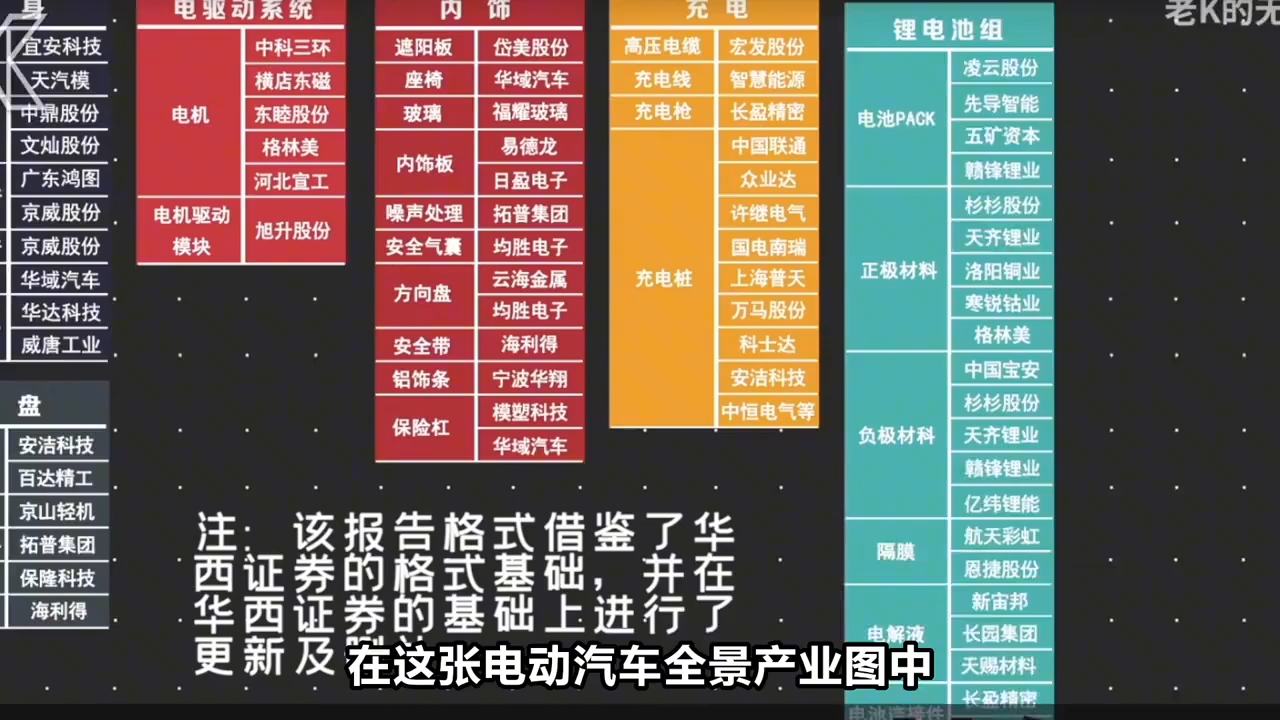 身
宜安科技
天汽模
中鼎股份
文灿股份
广东鸿图
京威股份
京威股份
华域汽车
华达科技
威唐工业
盘
安洁科技
百达精工
京山轻机
拓普集团
保隆科技
海利得
电驱动系统
电机
中科三环
横店东磁
东睦股份
格林美
河北宣工
电机驱动
模块
旭升股份
内饰
遮阳板 岱美股份
座椅 华域汽车
玻璃 福耀玻璃
内饰板
易德龙
日盈电子
噪声处理 拓普集团
安全气囊 均胜电子
方向盘
云海金属
均胜电子
安全带 海利得
铝饰条 宁波华翔
保险杠
模塑科技
华域汽车
充电
高压电缆 宏发股份
充电线 智慧能源
充电枪 长盈精密
充电桩
中国联通
众业达
许继电气
国电南瑞
上海普天
万马股份
科士达
安洁科技
中恒电气等
锂电池组
电池PACK
凌云股份
先导智能
五矿资本
赣锋锂业
正极材料
杉杉股份
天齐锂业
洛阳铜业
寒锐钴业
格林美
负极材料
中国宝安
杉杉股份
天齐锂业
赣锋锂业
亿纬锂能
隔膜
航天彩虹
恩捷股份
电解液
新宙邦
长园集团
天赐材料
电池连接件
长盈精密
老K的无
注：该报告格式借鉴了华
西证券的格式基础，并在
华西证券的基础上进行了
更新及
在这张电动汽车全景产业图中